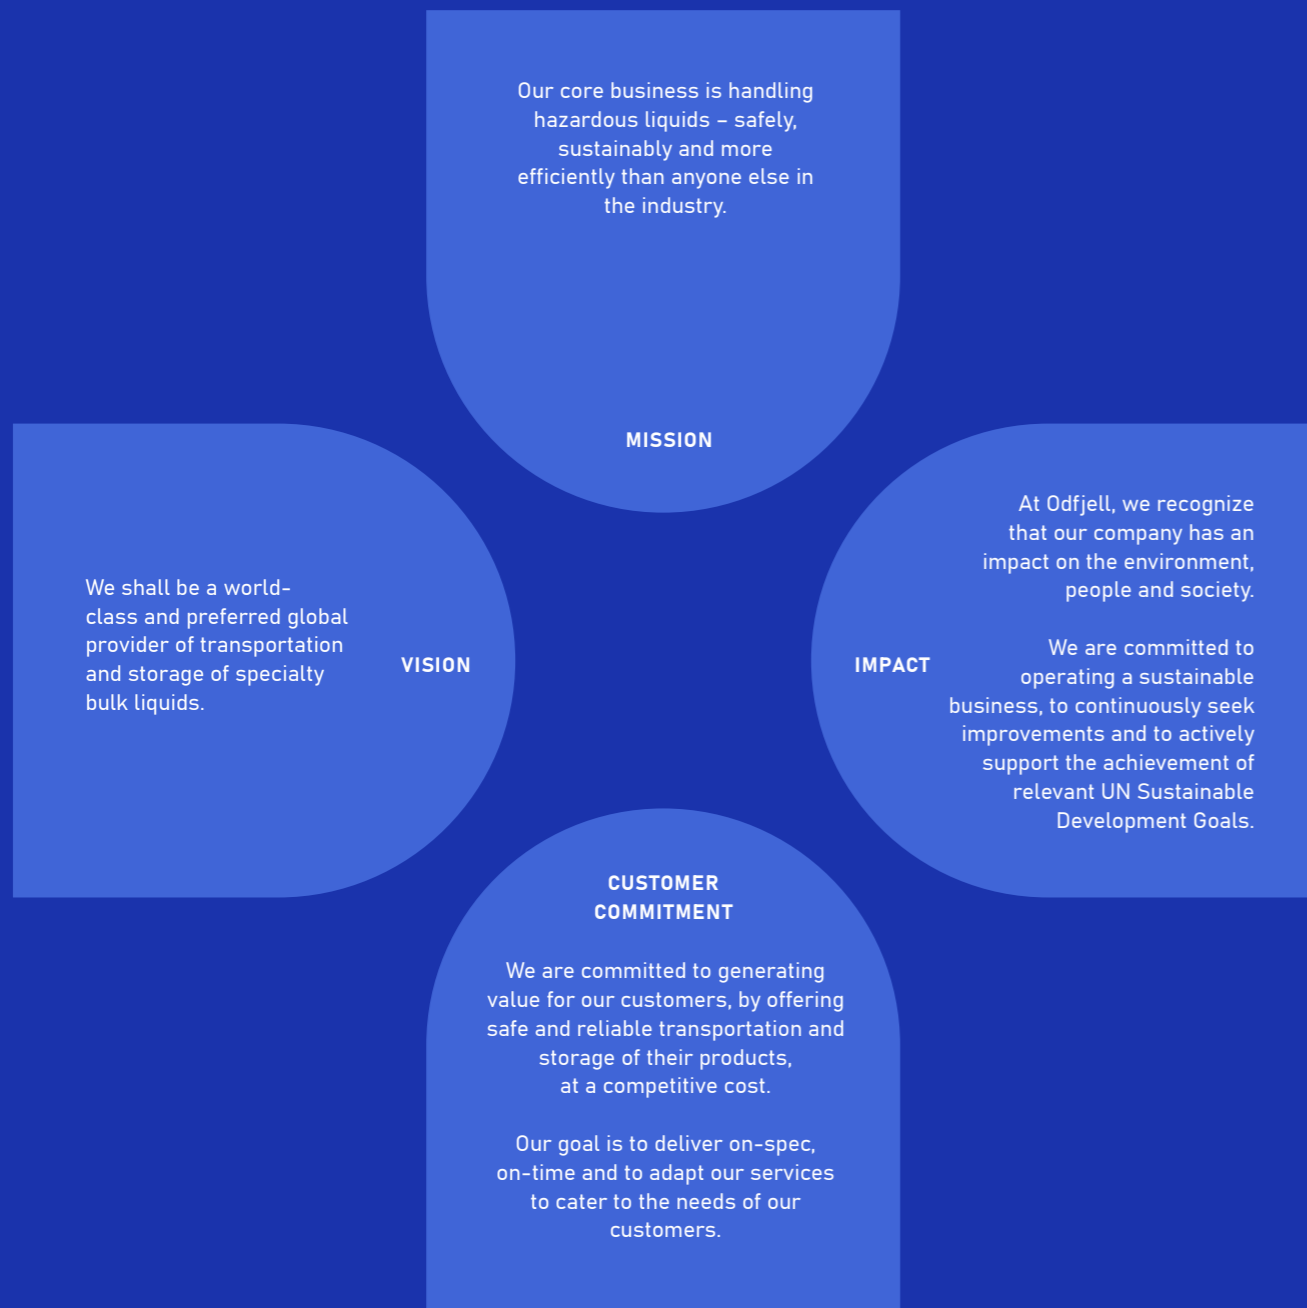 Our core business is handling
hazardous liquids – safely,
sustainably and more
efficiently than anyone else in
the industry.
MISSION
We shall be a world-
class and preferred global
provider of transportation
and storage of specialty
bulk liquids.
VISION
IMPACT
At Odfjell, we recognize
that our company has an
impact on the environment,
people and society.
We are committed to
operating a sustainable
business, to continuously seek
improvements and to actively
support the achievement of
relevant UN Sustainable
Development Goals.
CUSTOMER
COMMITMENT
We are committed to generating
value for our customers, by offering
safe and reliable transportation and
storage of their products,
at a competitive cost.
Our goal is to deliver on-spec,
on-time and to adapt our services
to cater to the needs of our
customers.